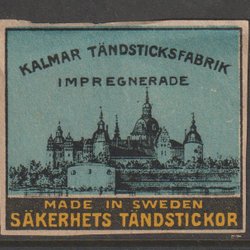 KALMAR TÄNDSTICKSFABRIK
IMPREGNERADE
MADE IN SWEDEN
SÄKERHETS TÄNDSTICKOR